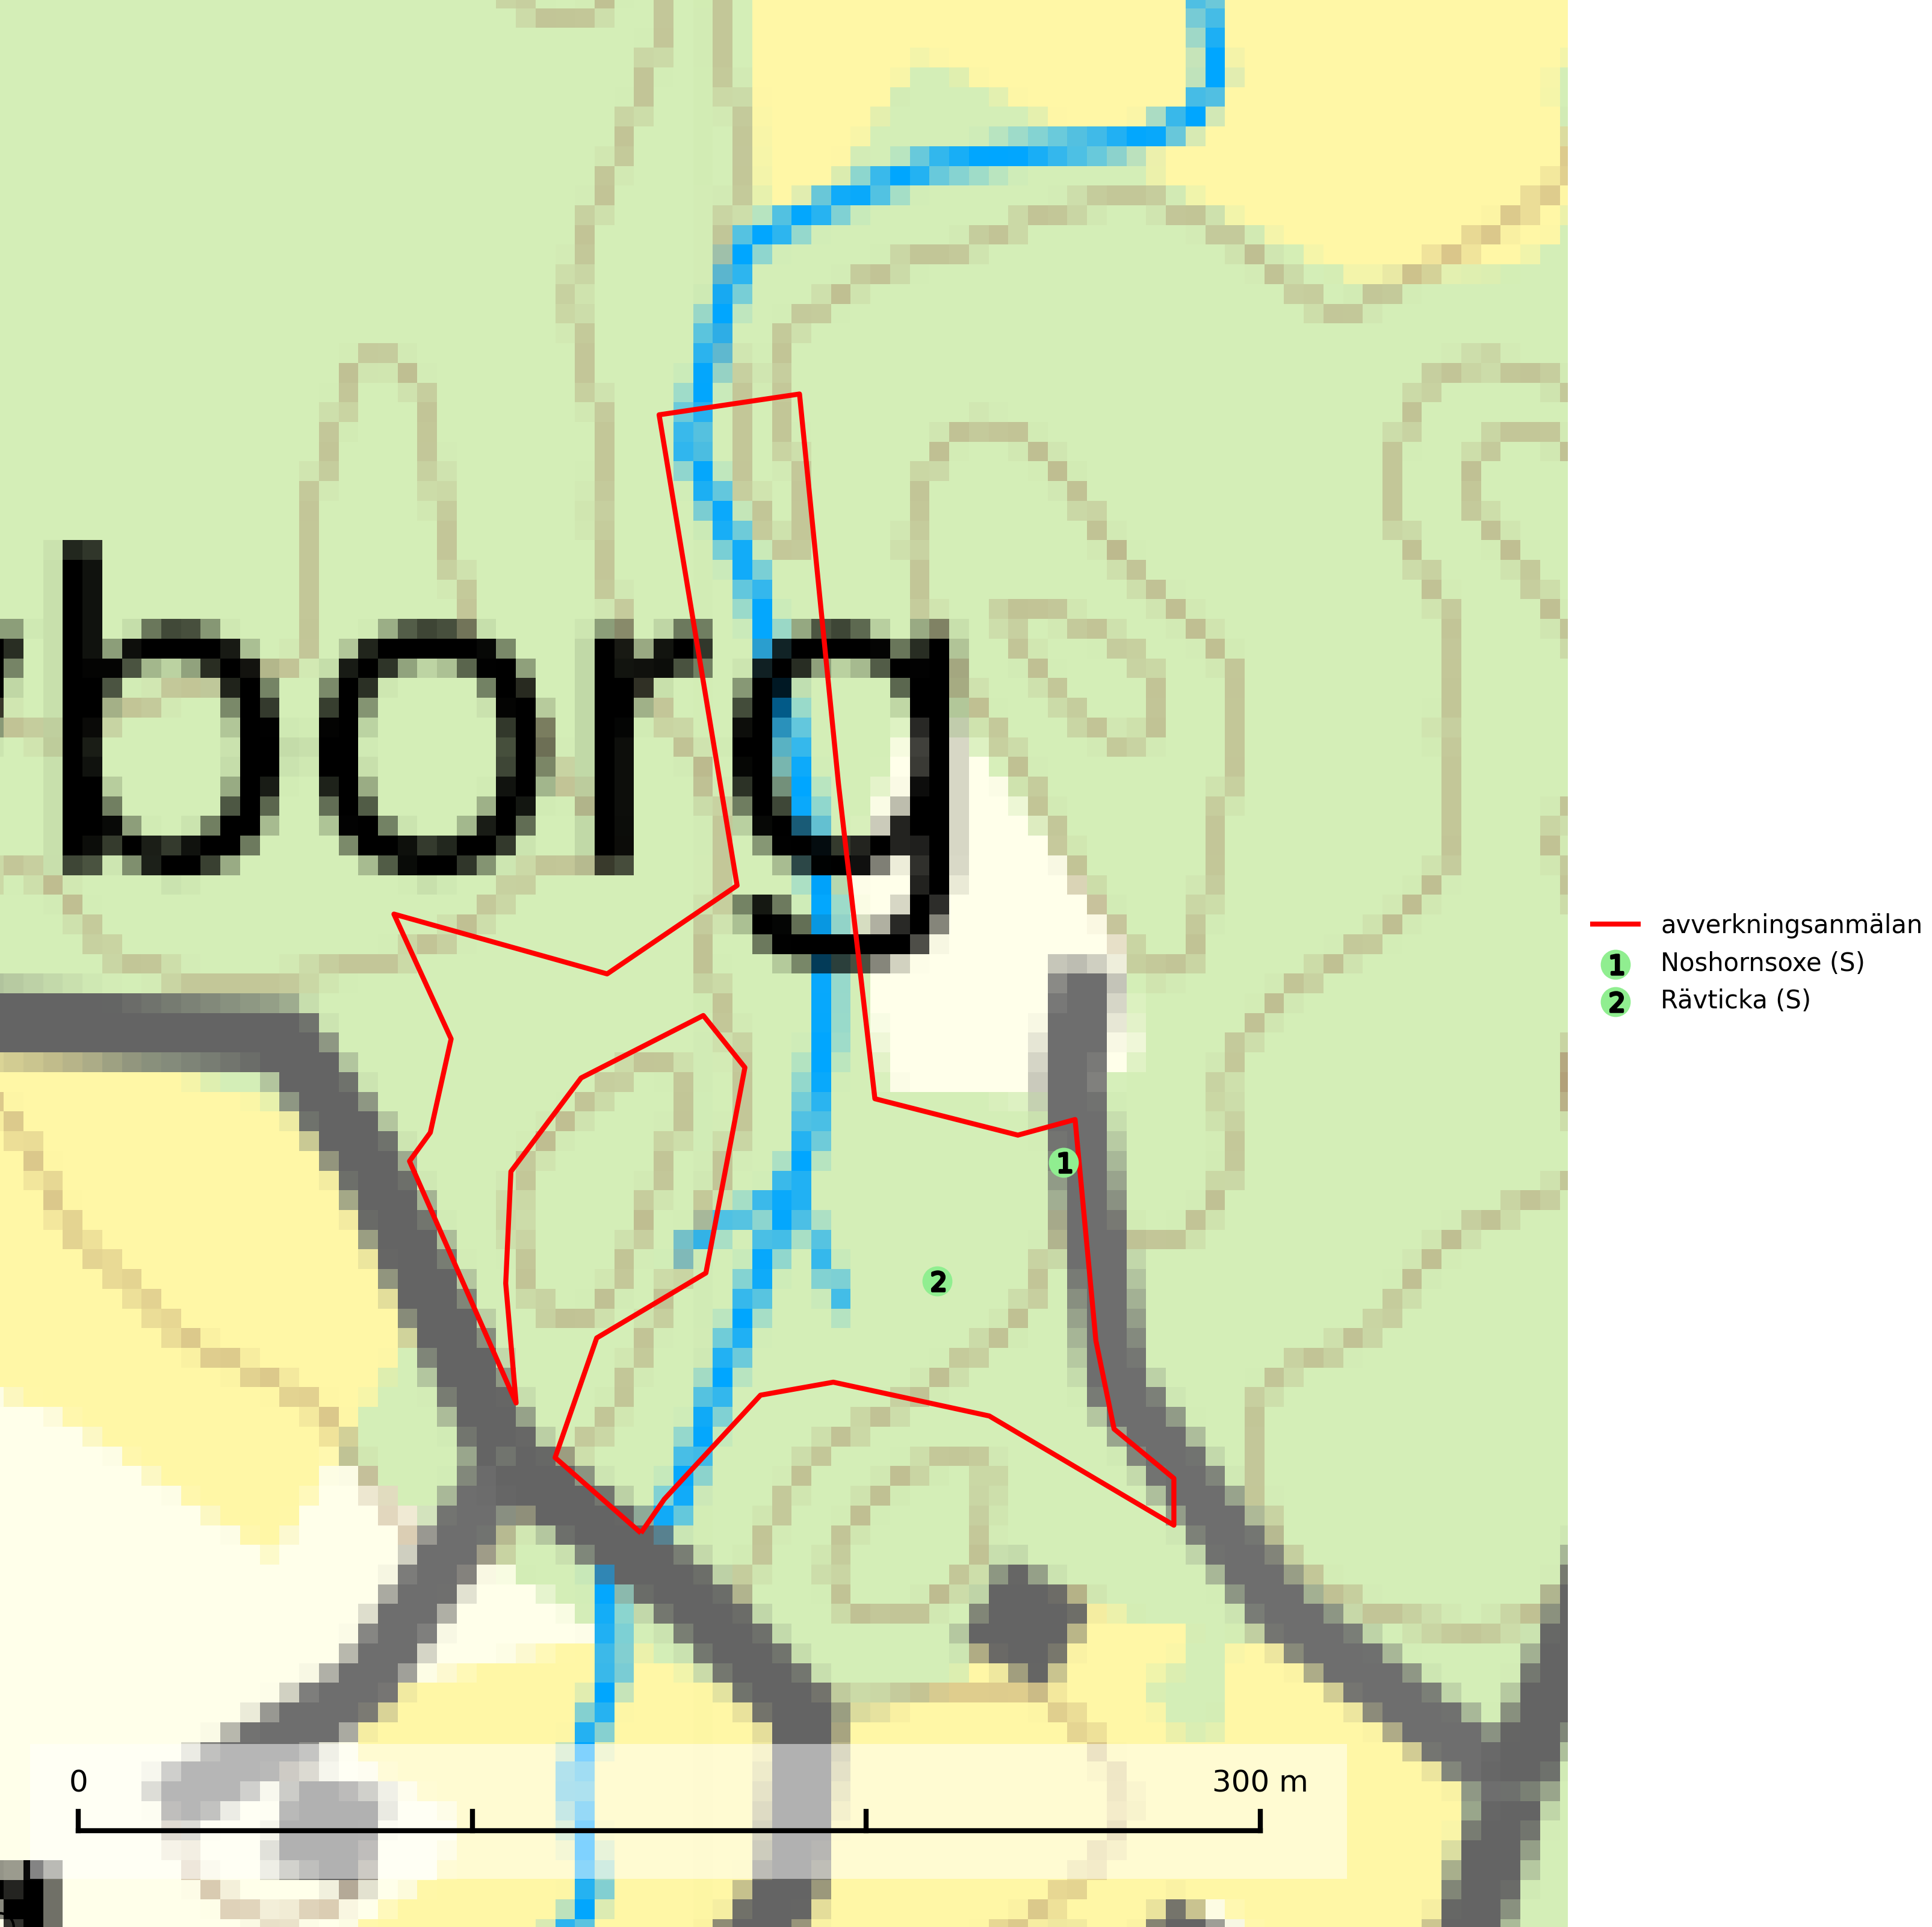 borg
avverkningsanmälan
1 Noshornsoxe (S)
2 Rävticka (S)
1
2
0 300 m